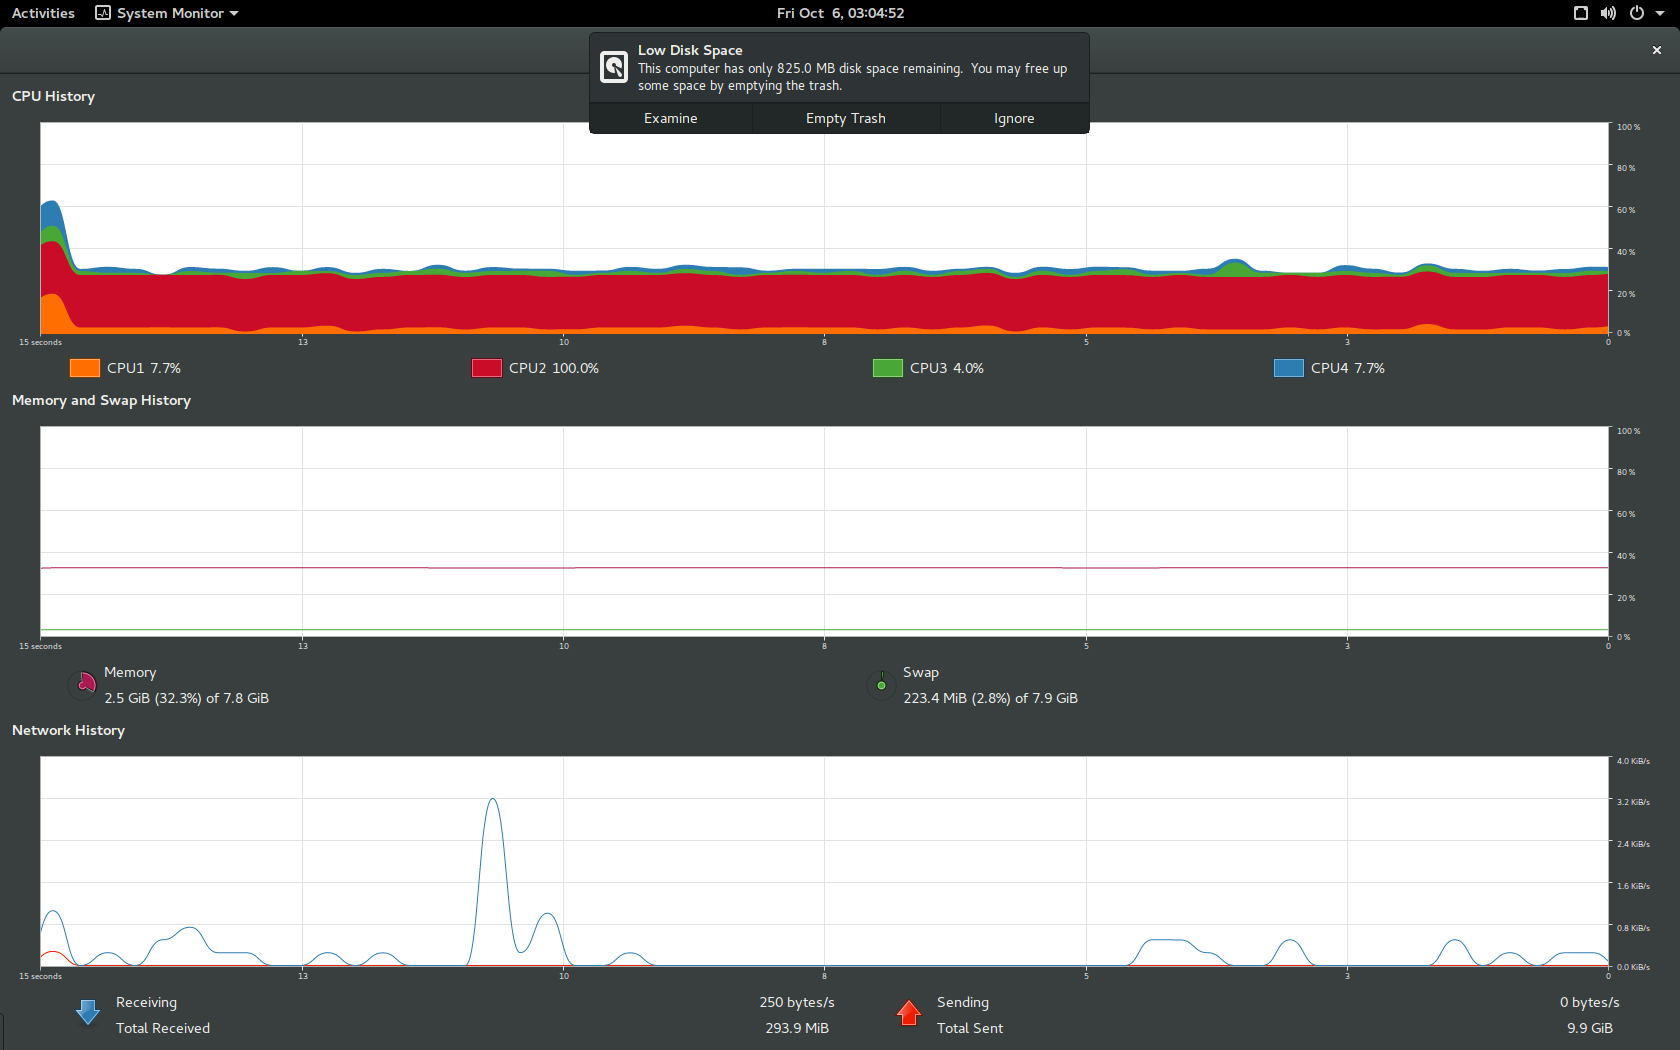 Activities
System Monitor
Fri Oct 6, 03:04:52
Low Disk Space
This computer has only 825.0 MB disk space remaining. You may free up
some space by emptying the trash.
Examine
Empty Trash
Ignore
CPU History
100 %
80 %
60 %
40 %
20 %
0 %
15 seconds
13
10
8
5
3
0
CPU1 7.7%
CPU2 100.0%
CPU3 4.0%
CPU4 7.7%
Memory and Swap History
100 %
80 %
60 %
40 %
20 %
0 %
15 seconds
13
10
8
5
3
0
Memory
2.5 GiB (32.3%) of 7.8 GiB
Swap
223.4 MiB (2.8%) of 7.9 GiB
Network History
4.0 KiB/s
3.2 KiB/s
2.4 KiB/s
1.6 KiB/s
0.8 KiB/s
0.0 KiB/s
15 seconds
13
10
8
5
3
0
Receiving
250 bytes/s
Total Received
293.9 MiB
Sending
0 bytes/s
Total Sent
9.9 GiB